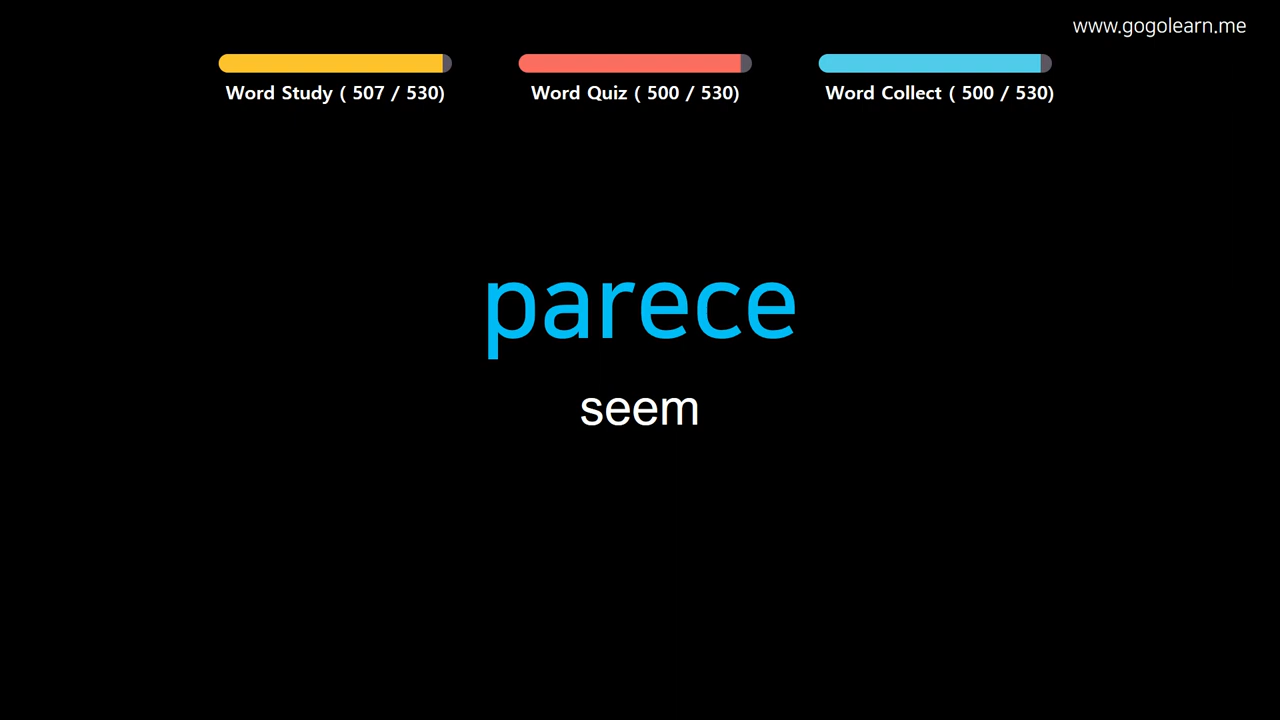 www.gogolearn.me
Word Study ( 507 / 530)
Word Quiz ( 500 / 530)
Word Collect ( 500 / 530)
parece
seem